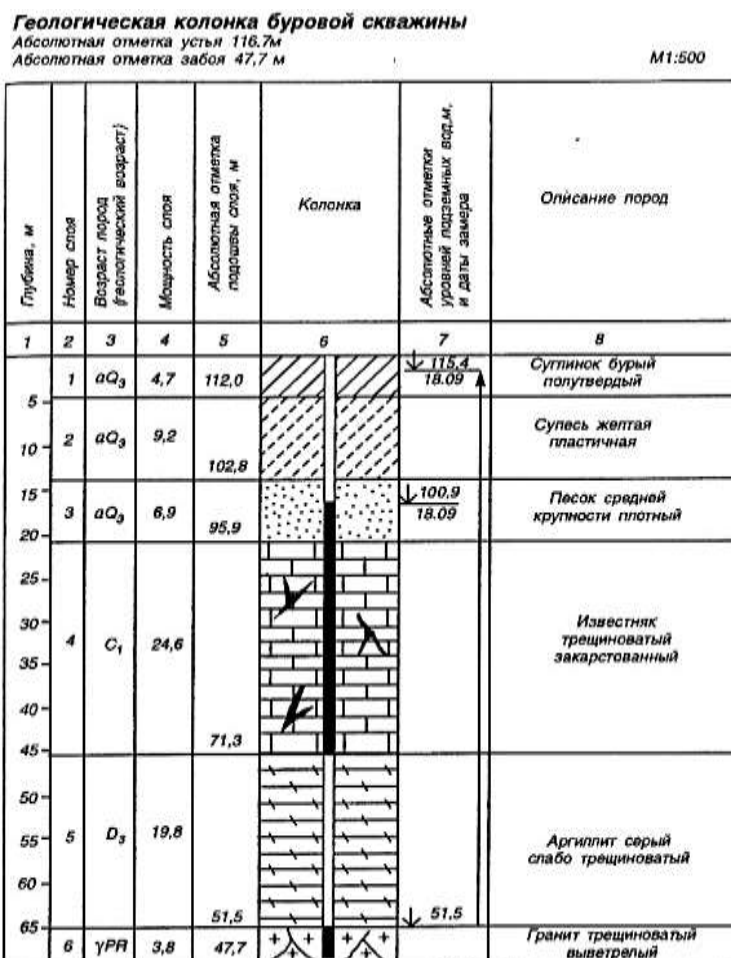 Геологическая колонка буровой скважины
Абсолютная отметка устья 116.7м
Абсолютная отметка забоя 47,7 м
М1:500
Глубина, м
Номер слоя
Возраст пород
(геологический возраст)
Мощность слоя
Абсолютная отметка
подошвы слоя, м
Колонка
Абсолютные отметки
уровней подземных вод,м,
и даты замера
Описание пород
1 2 3 4 5 6 7 8
1 аQ3 4,7 112,0
115,4
18.09
Суглинок бурый
полутвердый
5
2 аQ3 9,2
102,8
Супесь желтая
пластичная
10
15
3 аQ3 6,9
95,9
100,9
18.09
Песок средней
крупности плотный
20
25
30
4 С1 24,6
71,3
Известняк
трещиноватый
закарстованный
35
40
45
50
5 D3 19,8
51,5
51,5
Аргиллит серый
слабо трещиноватый
55
60
65
6 γPR 3,8 47,7
Гранит трещиноватый
выветрелый